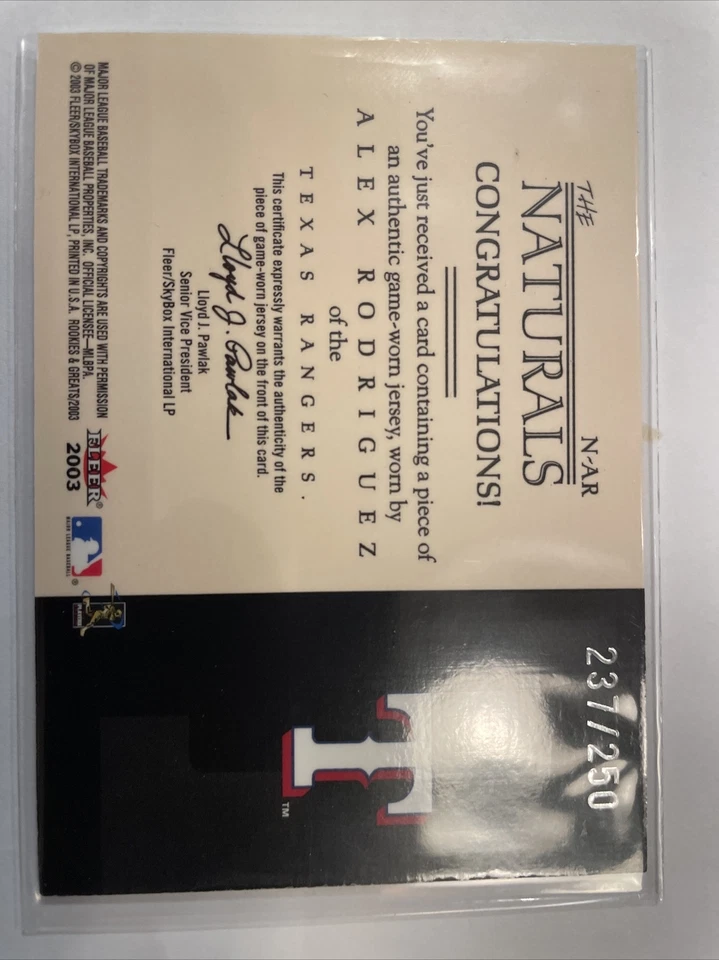 THE
NATURALS
N-AR
CONGRATULATIONS!
You've just received a card containing a piece of
an authentic game-worn jersey, worn by
ALEX RODRIGUEZ
of the
TEXAS RANGERS.
This certificate expressly warrants the authenticity of the
piece of game-worn jersey on the front of this card.
Lloyd J. Pawlak
Lloyd J. Pawlak
Senior Vice President
Fleer/SkyBox International LP
MAJOR LEAGUE BASEBALL TRADEMARKS AND COPYRIGHTS ARE USED WITH PERMISSION
OF MAJOR LEAGUE BASEBALL PROPERTIES, INC. OFFICIAL LICENSEE—MLBPA.
© 2003 FLEER/SKYBOX INTERNATIONAL LP, PRINTED IN U.S.A. ROOKIES & GREATS/2003
FLEER®
2003
MAJOR LEAGUE BASEBALL ®
237/250
T
TM